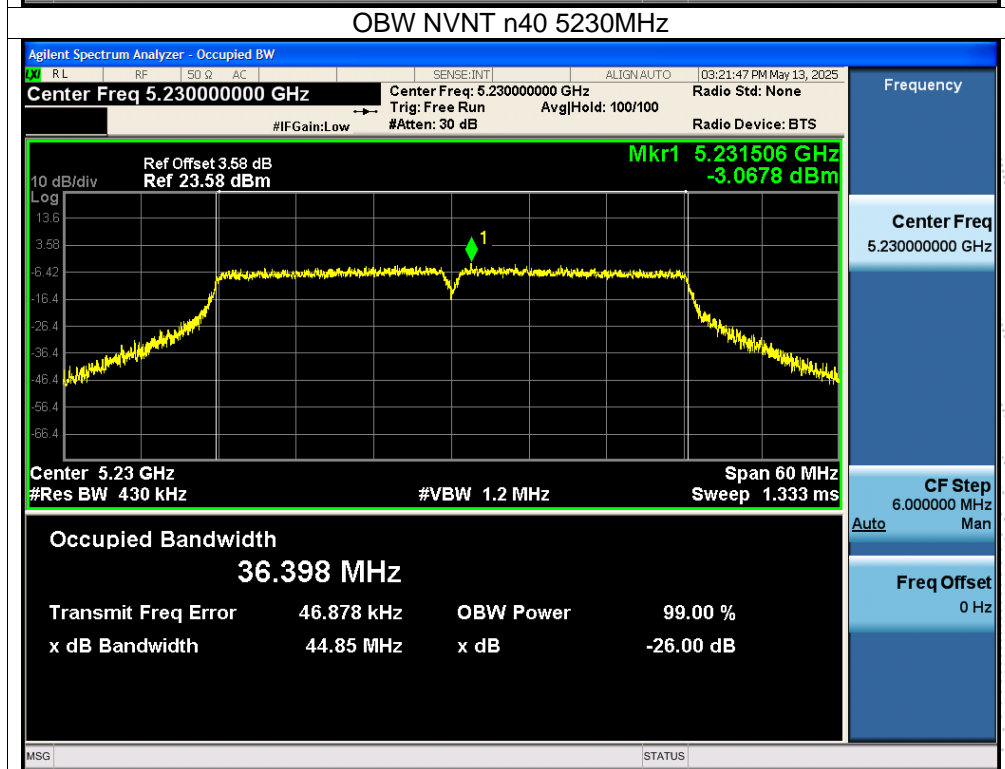 OBW NVNT n40 5230MHz
Agilent Spectrum Analyzer - Occupied BW
LXI RL RF 50 Ω AC SENSE:INT ALIGN AUTO 03:21:47 PM May 13, 2025
Center Freq 5.230000000 GHz Center Freq: 5.230000000 GHz Radio Std: None
Trig: Free Run Avg|Hold: 100/100
#IFGain:Low #Atten: 30 dB Radio Device: BTS
Mkr1 5.231506 GHz
-3.0678 dBm
Ref Offset 3.58 dB
10 dB/div Ref 23.58 dBm
Log
13.6
3.58
-6.42
-16.4
-26.4
-36.4
-46.4
-56.4
-66.4
1
Center 5.23 GHz Span 60 MHz
#Res BW 430 kHz #VBW 1.2 MHz Sweep 1.333 ms
Occupied Bandwidth
36.398 MHz
Transmit Freq Error 46.878 kHz OBW Power 99.00 %
x dB Bandwidth 44.85 MHz x dB -26.00 dB
Frequency
Center Freq
5.230000000 GHz
CF Step
6.000000 MHz
Auto Man
Freq Offset
0 Hz
MSG STATUS